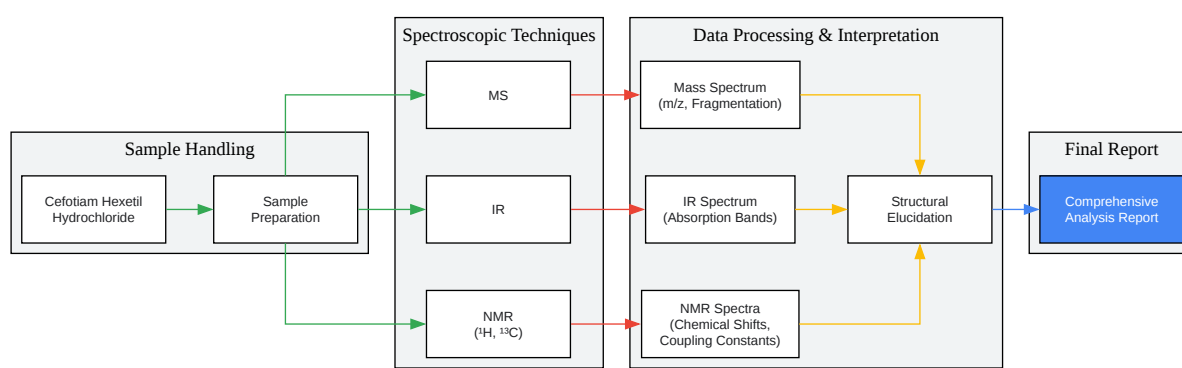 Sample Handling
Cefotiam Hexetil
Hydrochloride
Sample
Preparation
Spectroscopic Techniques
MS
IR
NMR
(¹H, ¹³C)
Data Processing & Interpretation
Mass Spectrum
(m/z, Fragmentation)
IR Spectrum
(Absorption Bands)
NMR Spectra
(Chemical Shifts,
Coupling Constants)
Structural
Elucidation
Final Report
Comprehensive
Analysis Report